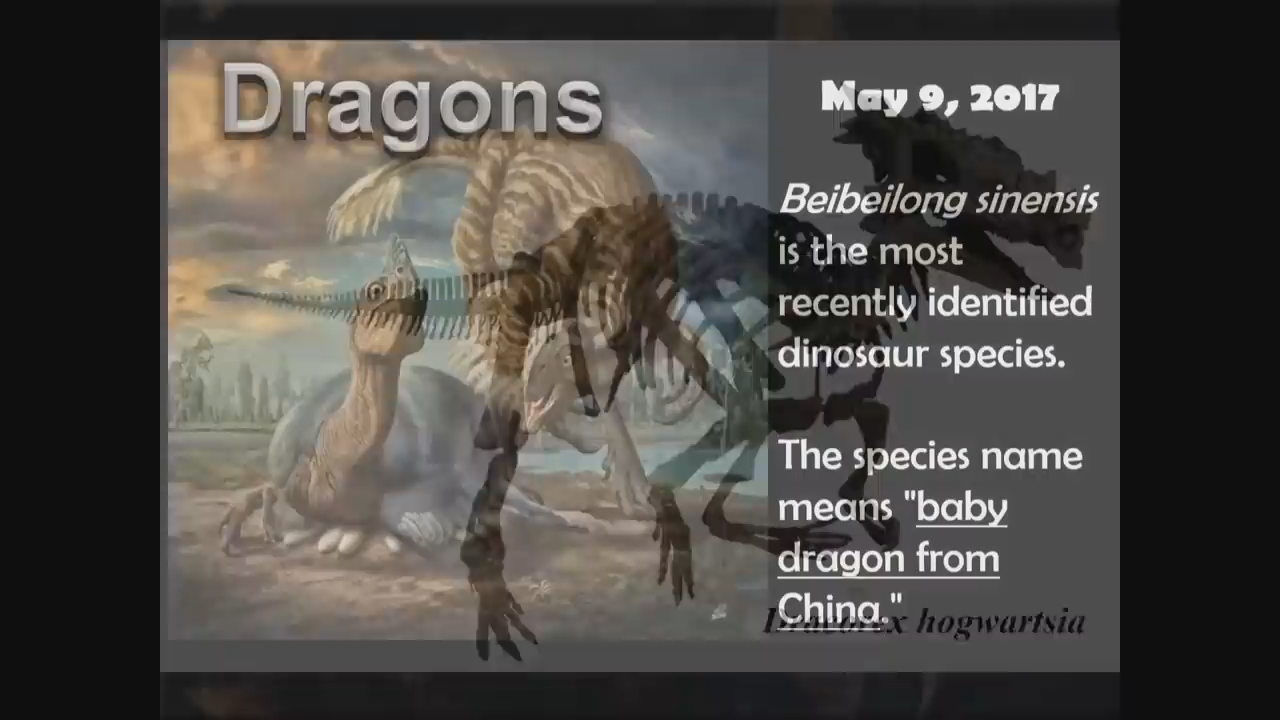 Dragons
May 9, 2017
Beibeilong sinensis
is the most
recently identified
dinosaur species.
The species name
means "baby
dragon from
China."
Dracorex hogwartsia